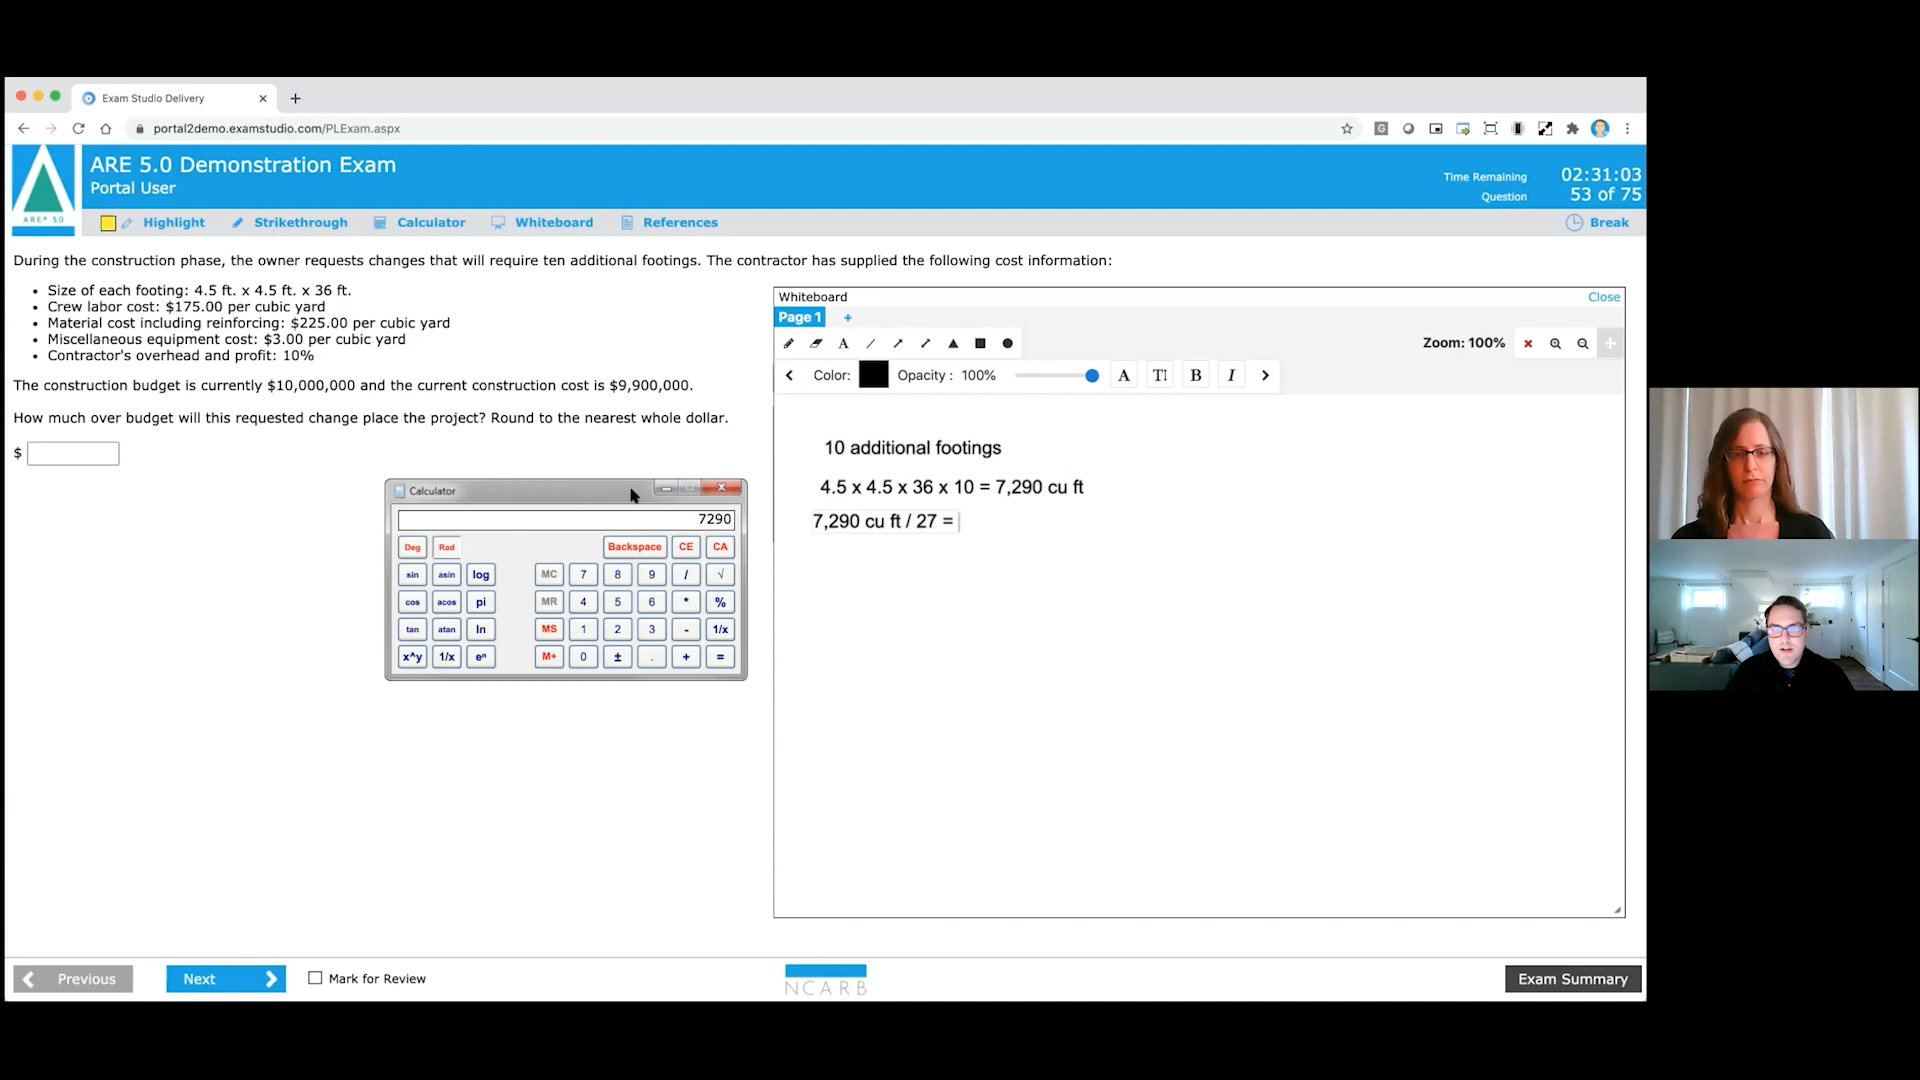 Exam Studio Delivery
portal2demo.examstudio.com/PLExam.aspx
ARE 5.0 Demonstration Exam
Portal User
ARE® 5.0
Time Remaining 02:31:03
Question 53 of 75
Highlight Strikethrough Calculator Whiteboard References Break
During the construction phase, the owner requests changes that will require ten additional footings. The contractor has supplied the following cost information:
• Size of each footing: 4.5 ft. x 4.5 ft. x 36 ft.
• Crew labor cost: $175.00 per cubic yard
• Material cost including reinforcing: $225.00 per cubic yard
• Miscellaneous equipment cost: $3.00 per cubic yard
• Contractor's overhead and profit: 10%
The construction budget is currently $10,000,000 and the current construction cost is $9,900,000.
How much over budget will this requested change place the project? Round to the nearest whole dollar.
$
Calculator
7290
Deg Rad Backspace CE CA
sin asin log MC 7 8 9 / √
cos acos pi MR 4 5 6 * %
tan atan ln MS 1 2 3 - 1/x
x^y 1/x eⁿ M+ 0 ± . + =
Whiteboard Close
Page 1 +
A
Zoom: 100%
Color: Opacity : 100% A T B I
10 additional footings
4.5 x 4.5 x 36 x 10 = 7,290 cu ft
7,290 cu ft / 27 =
Previous Next Mark for Review
NCARB
Exam Summary